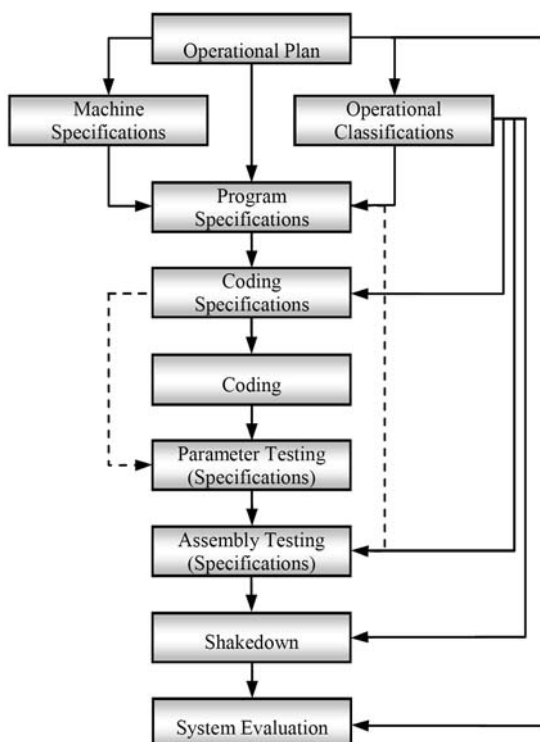 Operational Plan
Machine
Specifications
Operational
Classifications
Program
Specifications
Coding
Specifications
Coding
Parameter Testing
(Specifications)
Assembly Testing
(Specifications)
Shakedown
System Evaluation